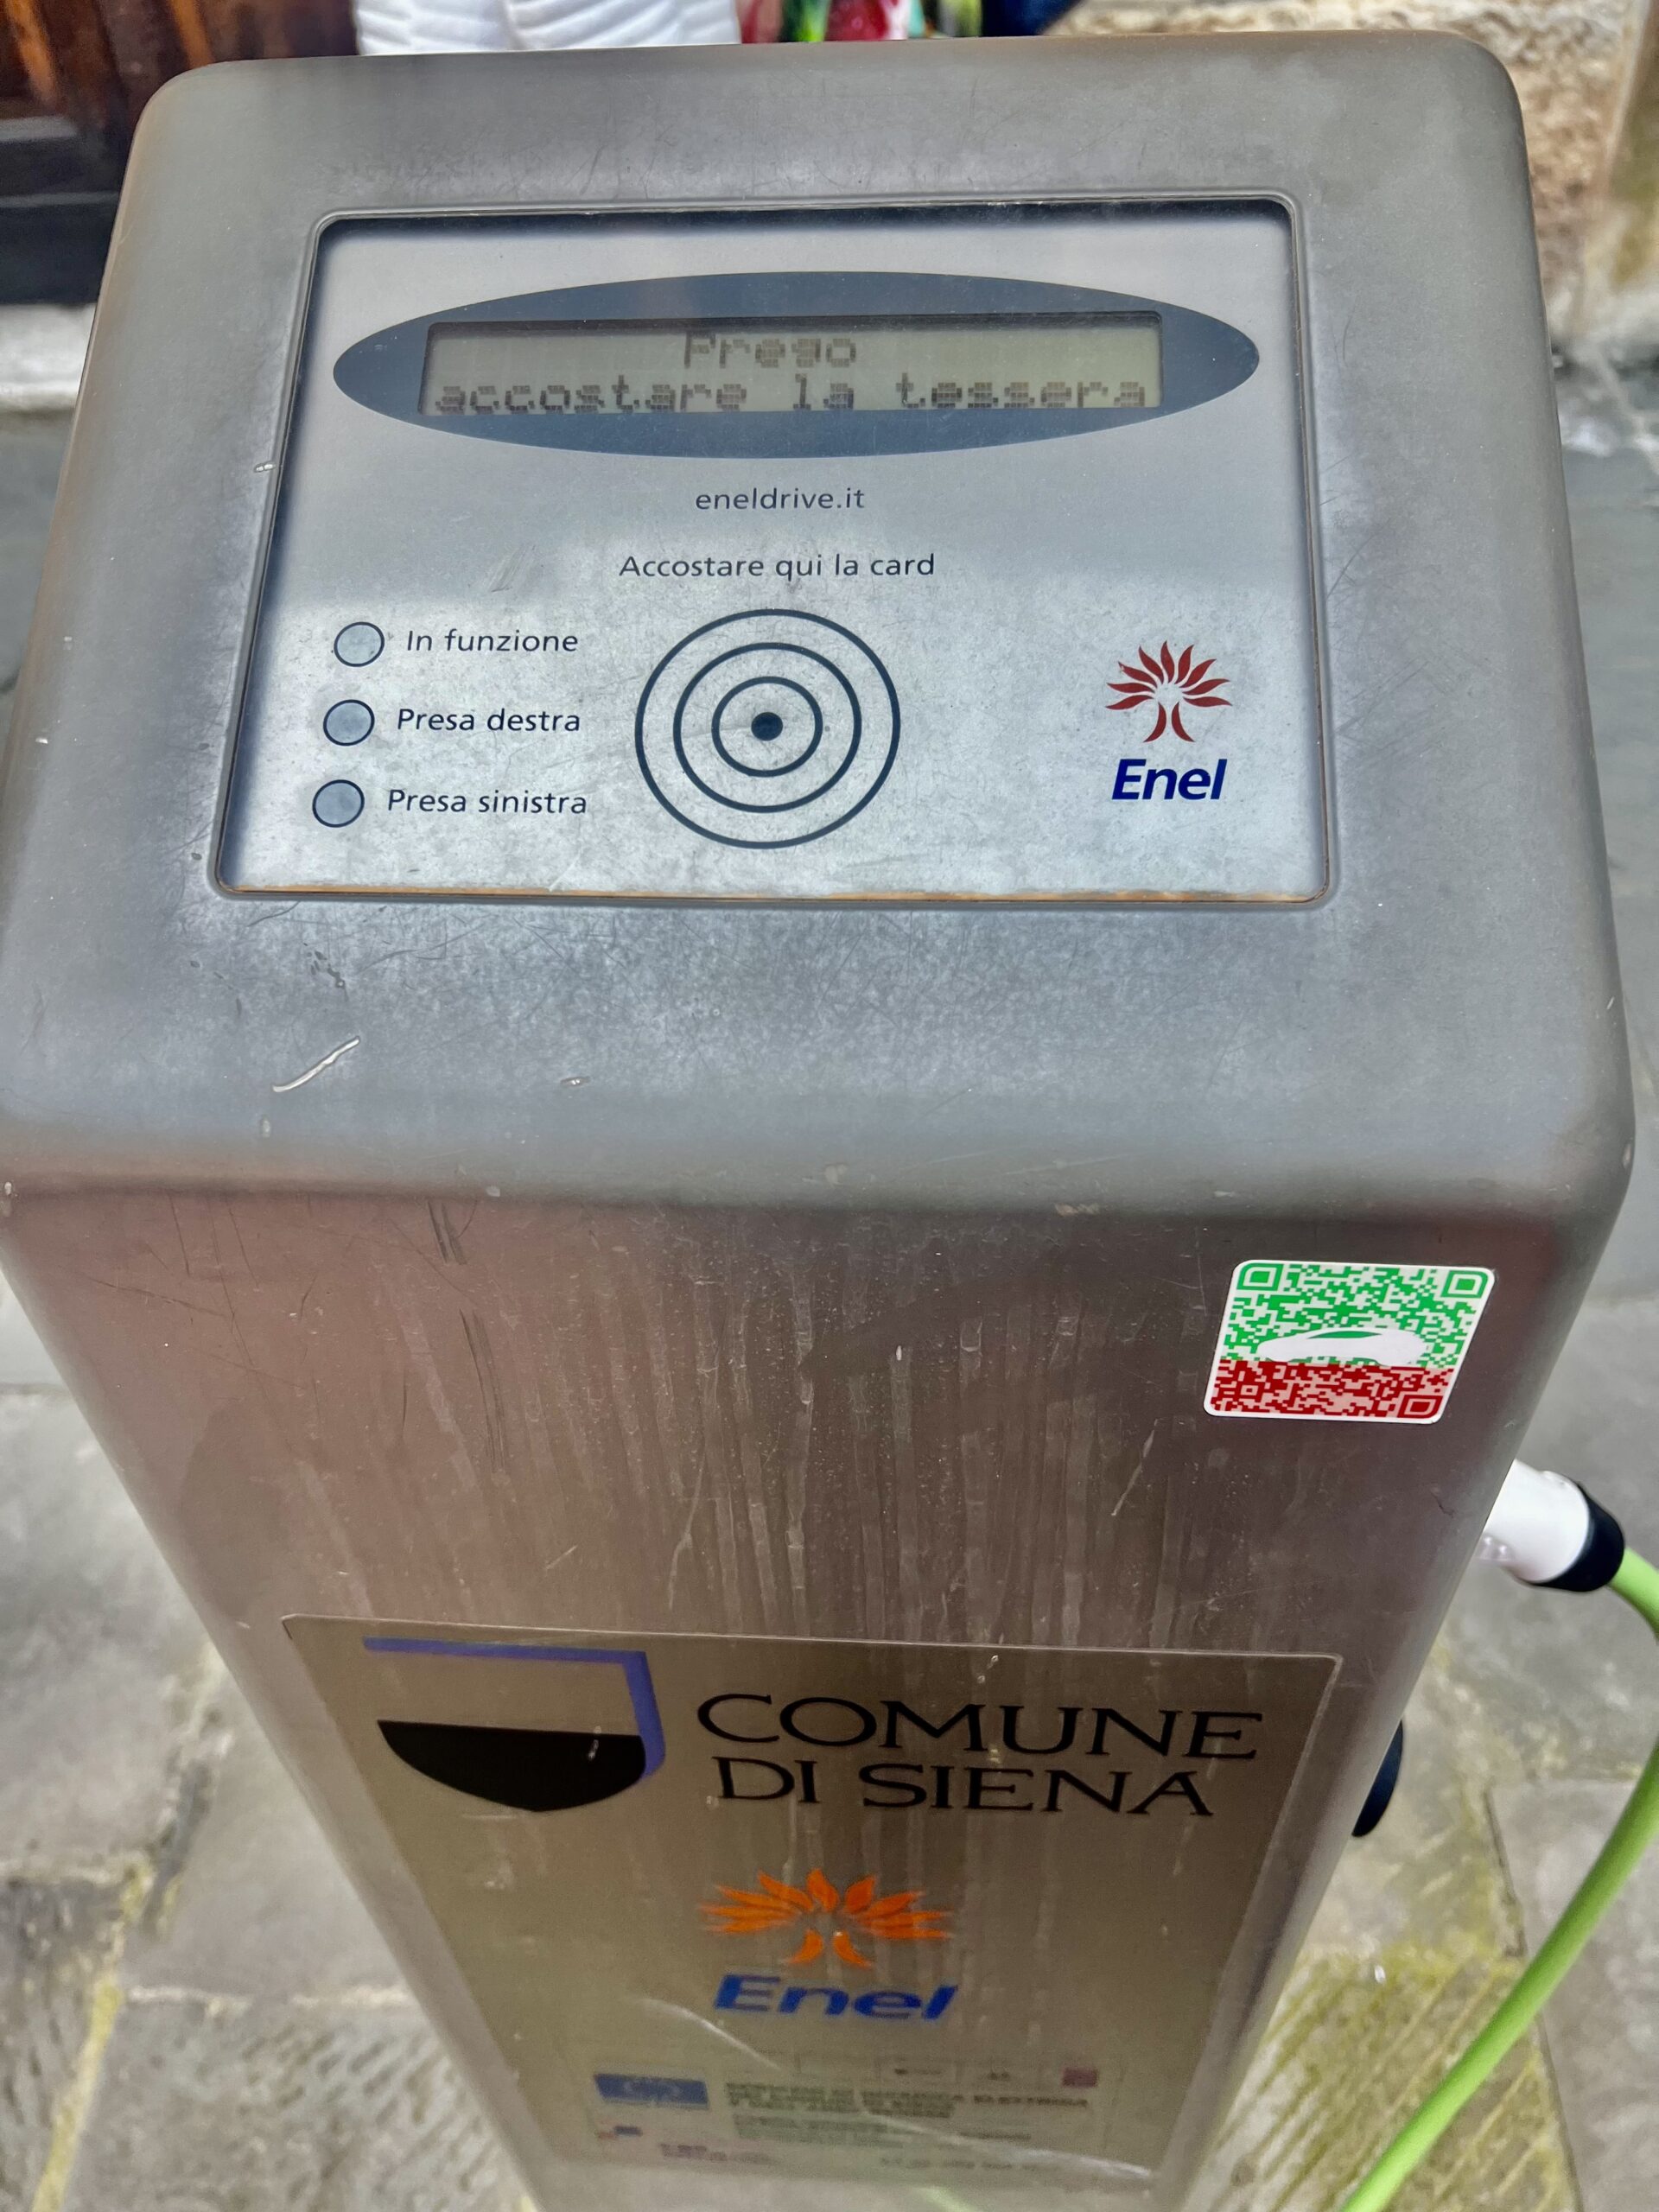 Prego
accostare la tessera
eneldrive.it
Accostare qui la card
In funzione
Presa destra
Presa sinistra
Enel
COMUNE
DI SIENA
Enel